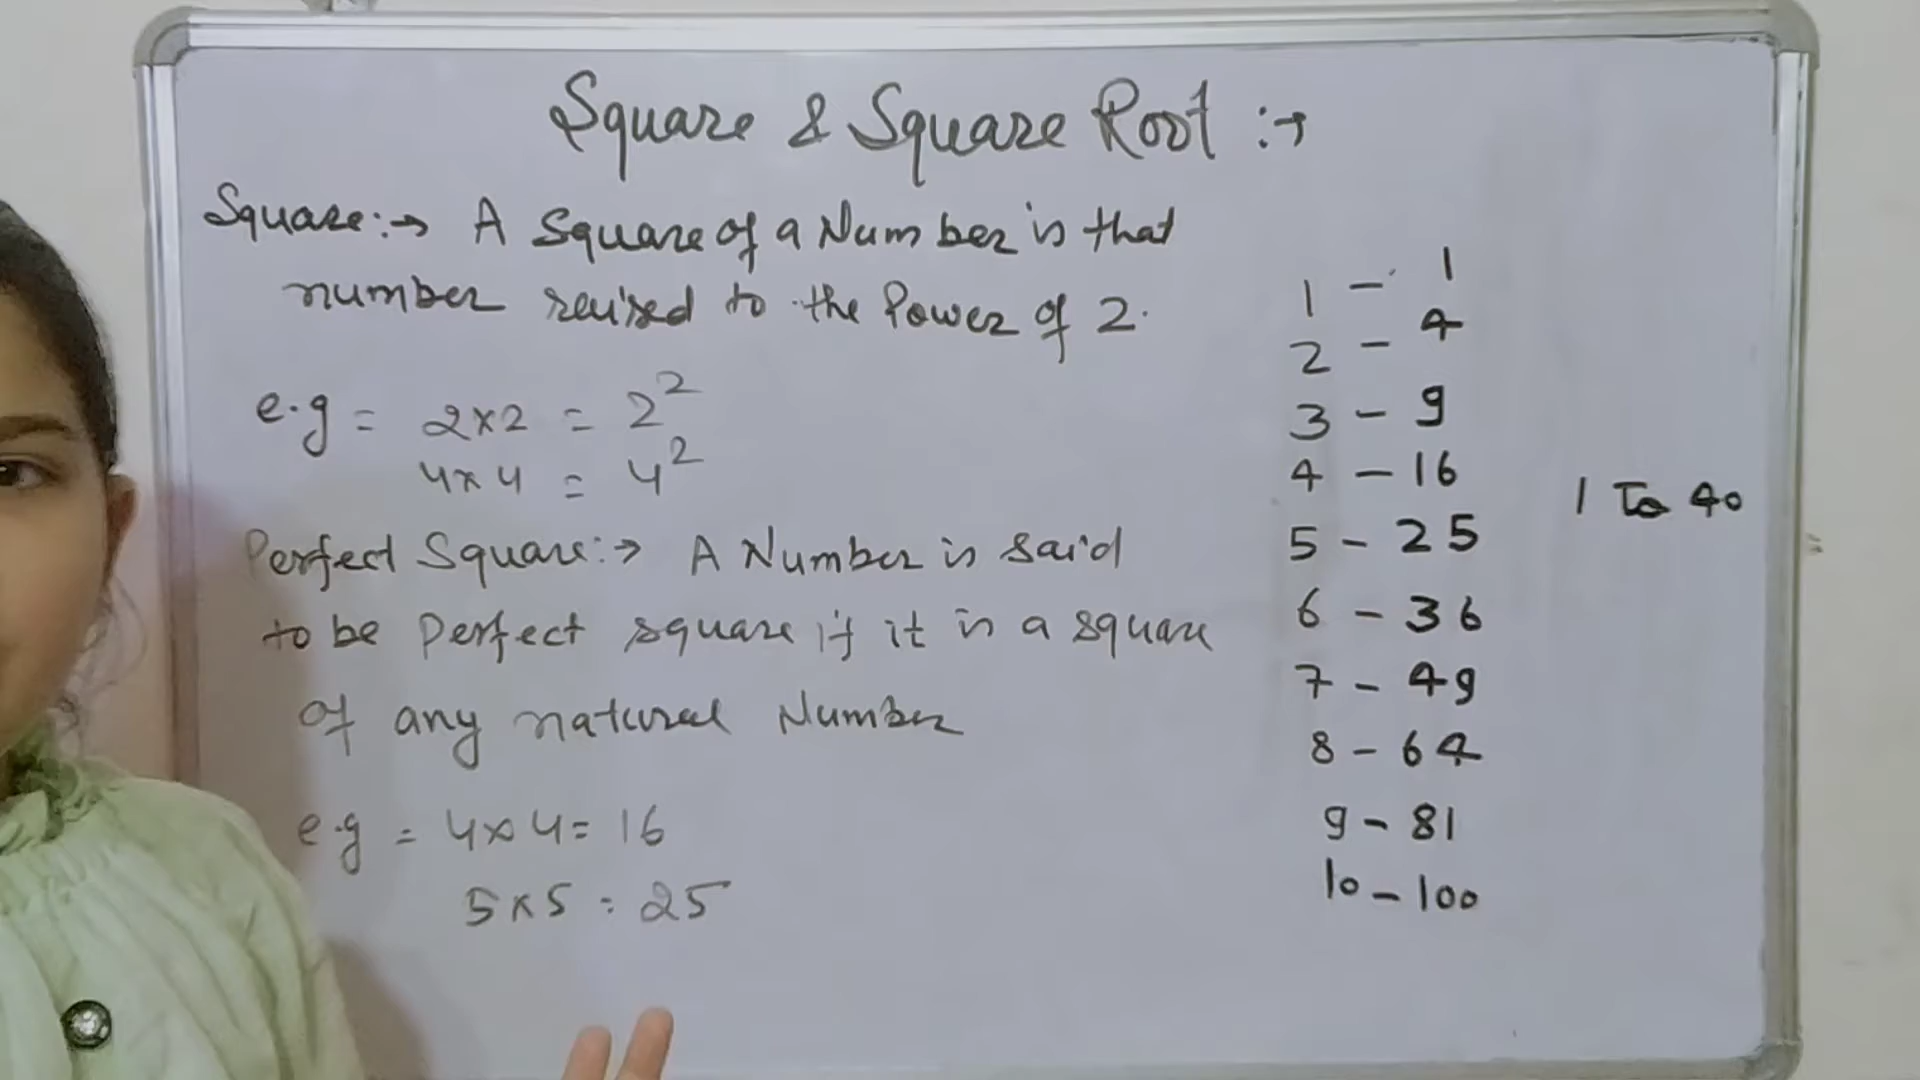 Square & Square Root :→
Square:→ A Square of a Number is that
number reuised to the Power of 2.
e.g = 2×2 = 2²
4×4 = 4²
Perfect Square:→ A Number is said
to be Perfect square if it is a square
of any natural Number
e.g = 4×4= 16
5×5 = 25
1 - 1
2 - 4
3 - 9
4 - 16
5 - 25
6 - 36
7 - 49
8 - 64
9 - 81
10 - 100
1 To 40